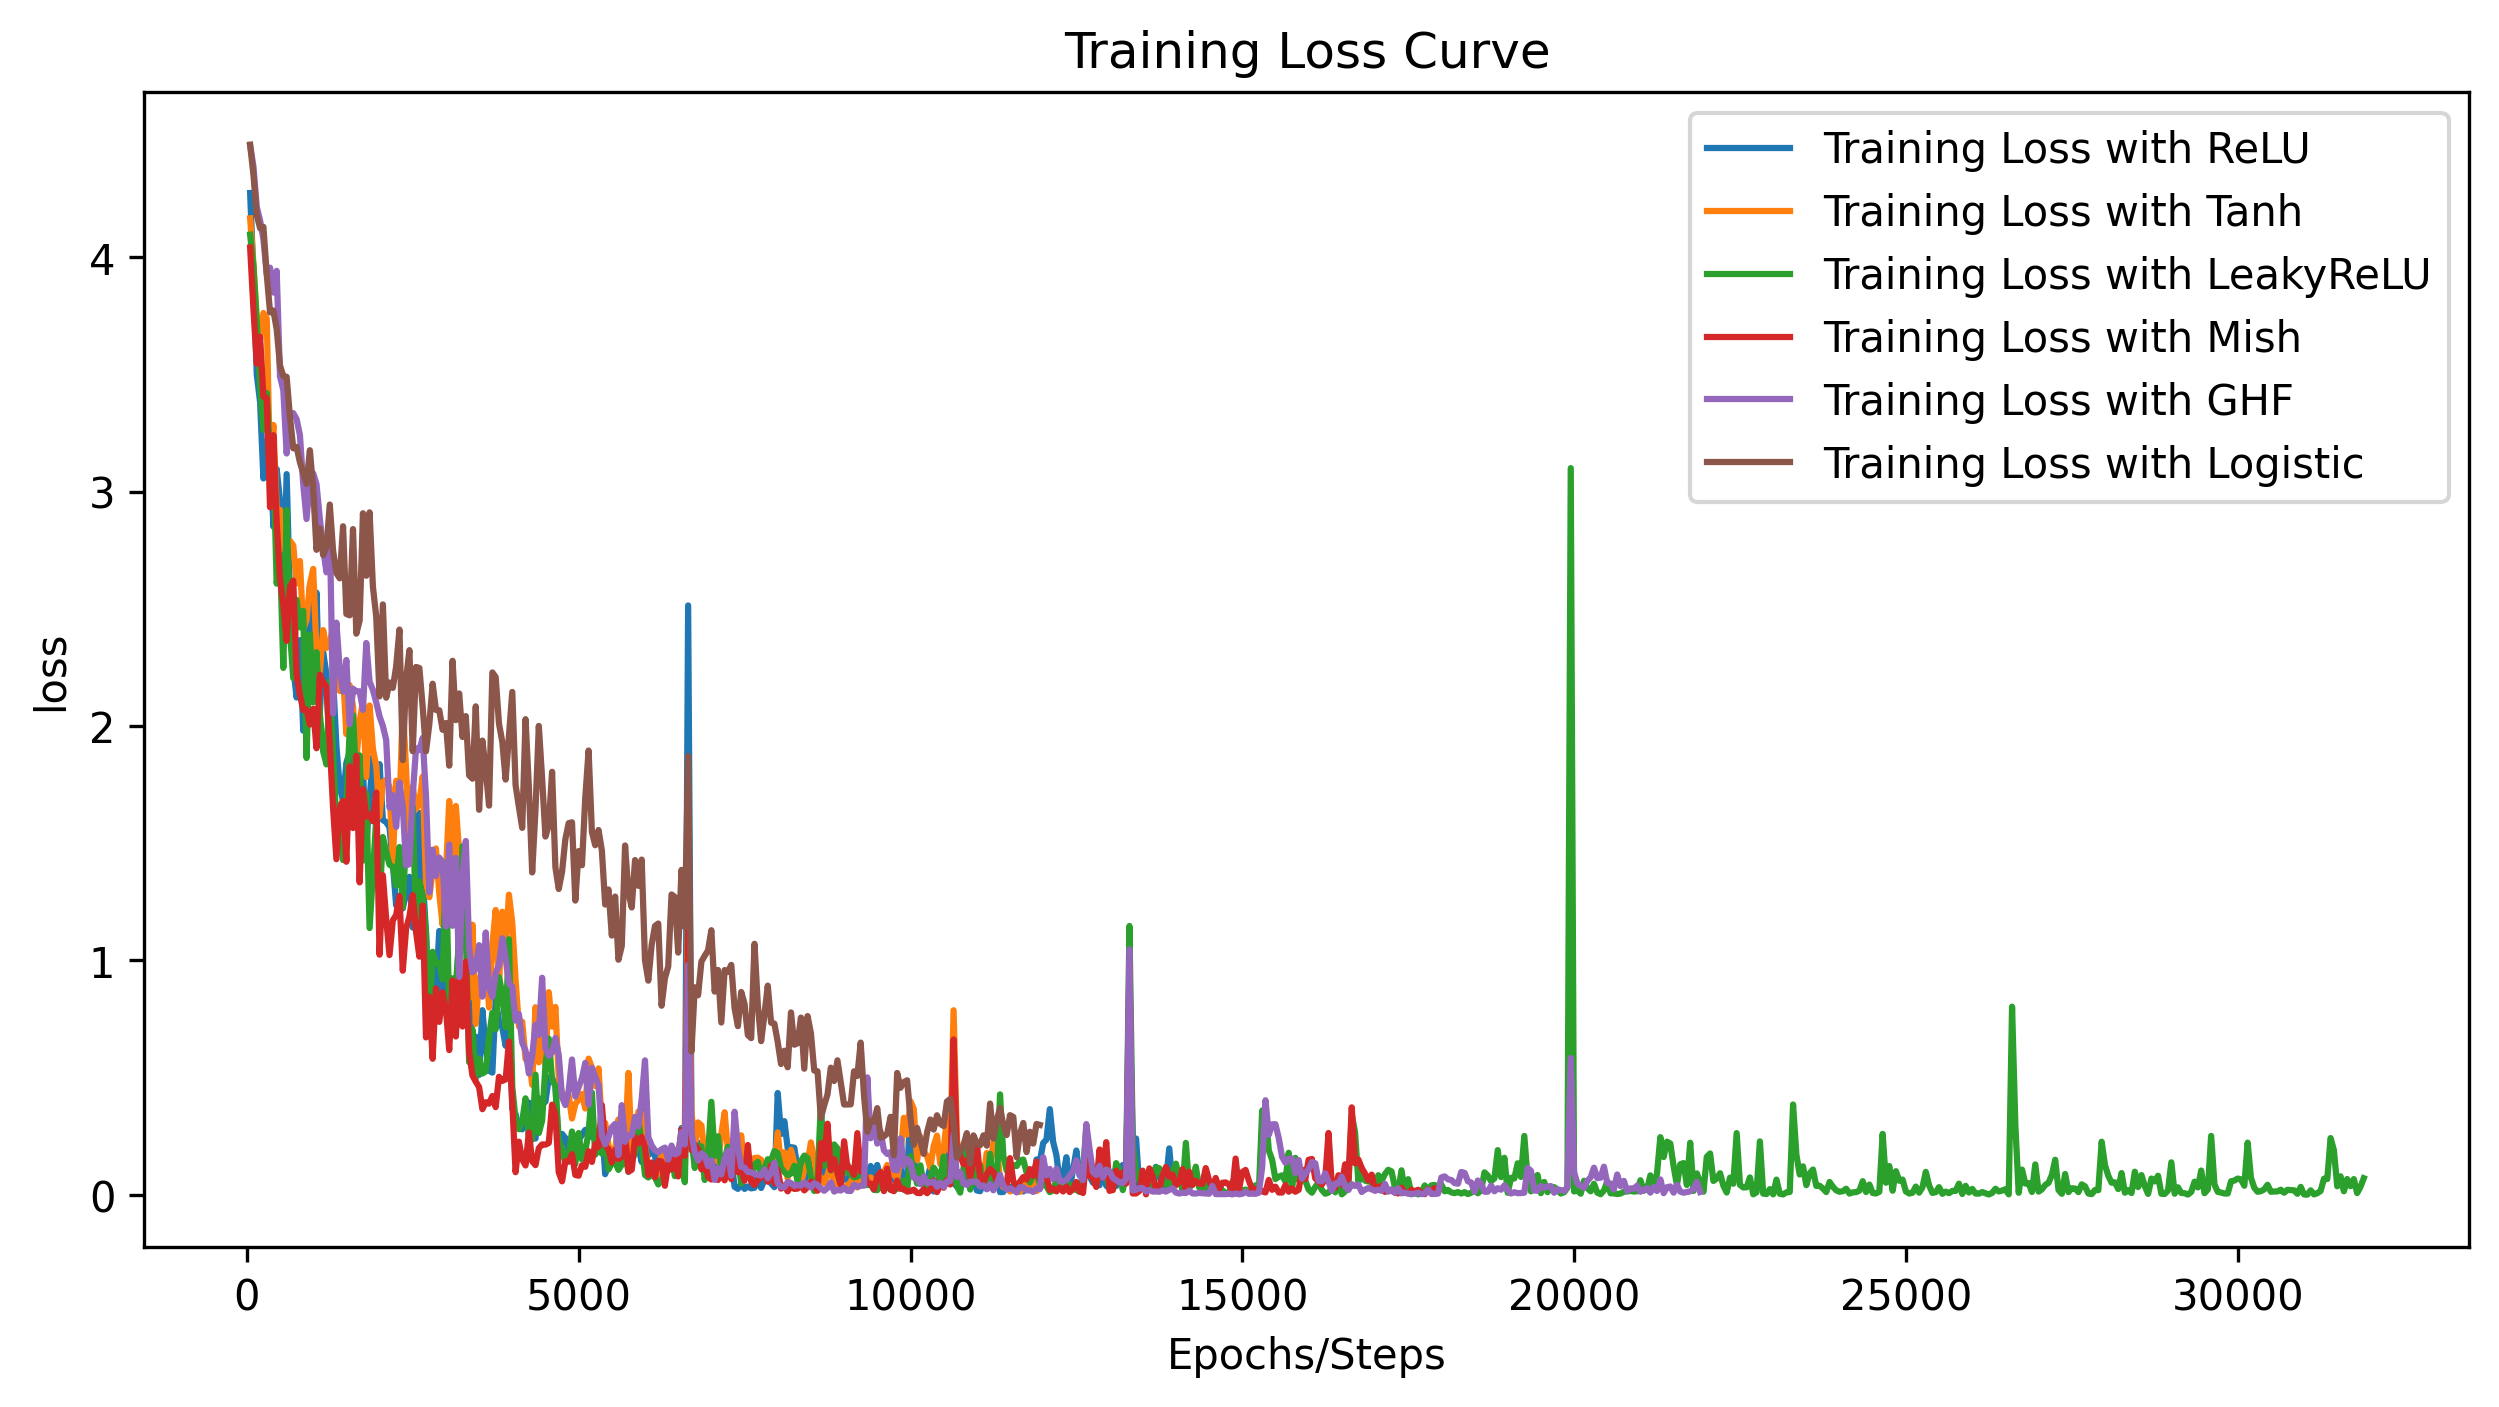 Training Loss Curve
Training Loss with ReLU
Training Loss with Tanh
Training Loss with LeakyReLU
Training Loss with Mish
Training Loss with GHF
Training Loss with Logistic
4
3
2
1
0
loss
0 5000 10000 15000 20000 25000 30000
Epochs/Steps